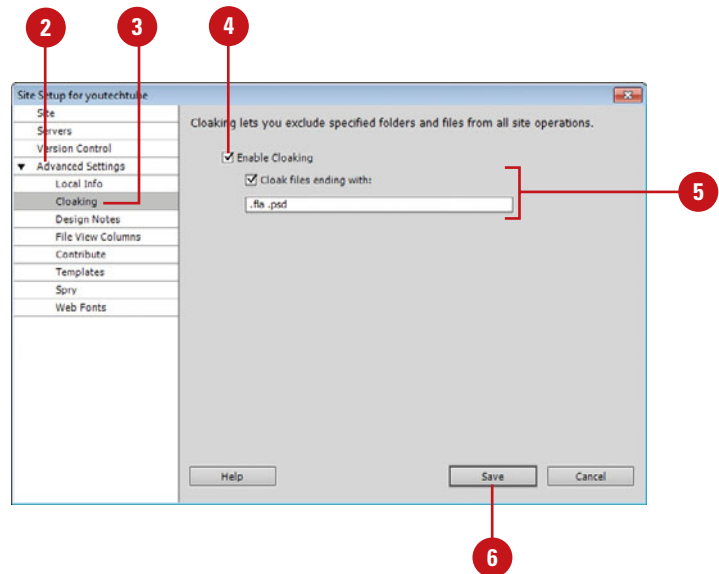 2
3
4
Site Setup for youtechtube
Site
Servers
Version Control
Advanced Settings
Local Info
Cloaking
Design Notes
File View Columns
Contribute
Templates
Spry
Web Fonts
Cloaking lets you exclude specified folders and files from all site operations.
Enable Cloaking
Cloak files ending with:
.fla .psd
5
Help
Save
Cancel
6